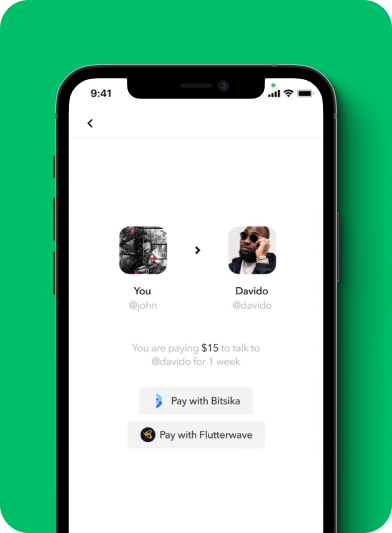 9:41
You
Davido
@john
@davido
You are paying $15 to talk to
@davido for 1 week
Pay with Bitsika
Pay with Flutterwave